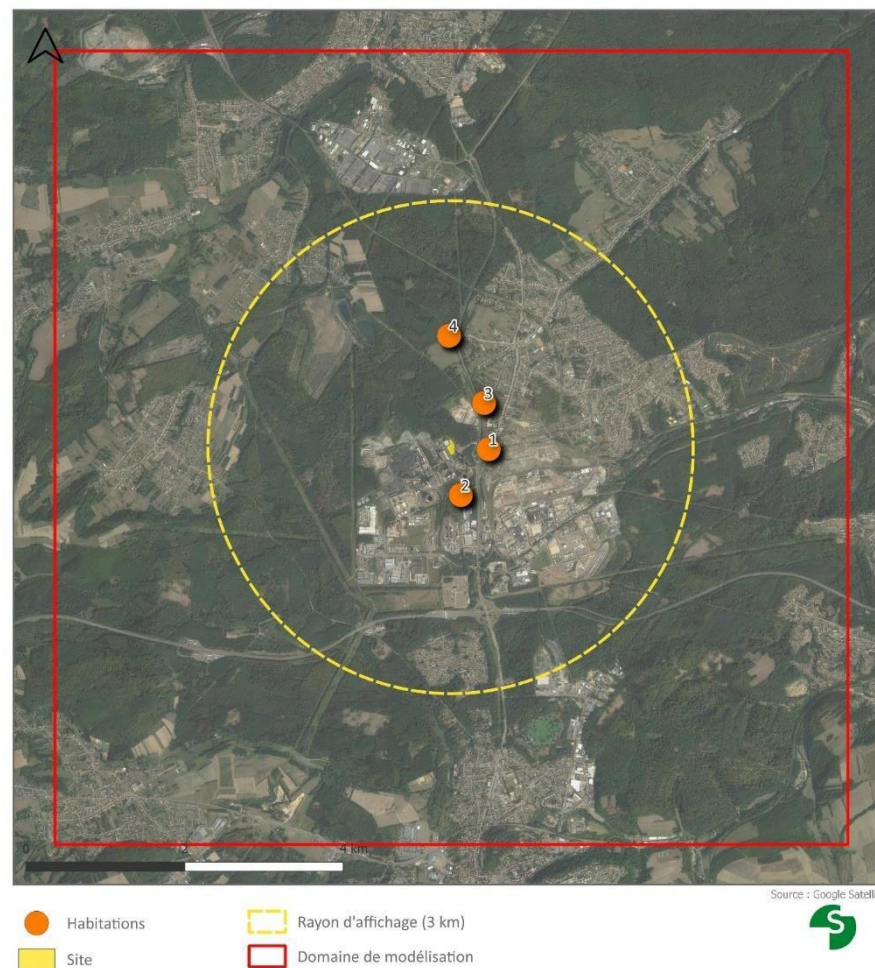 4
3
1
2
0 2 4 km
Source : Google Satell
Habitations
Rayon d'affichage (3 km)
Site
Domaine de modélisation
S